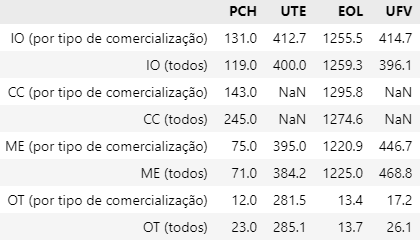 PCH UTE EOL UFV
IO (por tipo de comercialização) 131.0 412.7 1255.5 414.7
IO (todos) 119.0 400.0 1259.3 396.1
CC (por tipo de comercialização) 143.0 NaN 1295.8 NaN
CC (todos) 245.0 NaN 1274.6 NaN
ME (por tipo de comercialização) 75.0 395.0 1220.9 446.7
ME (todos) 71.0 384.2 1225.0 468.8
OT (por tipo de comercialização) 12.0 281.5 13.4 17.2
OT (todos) 23.0 285.1 13.7 26.1